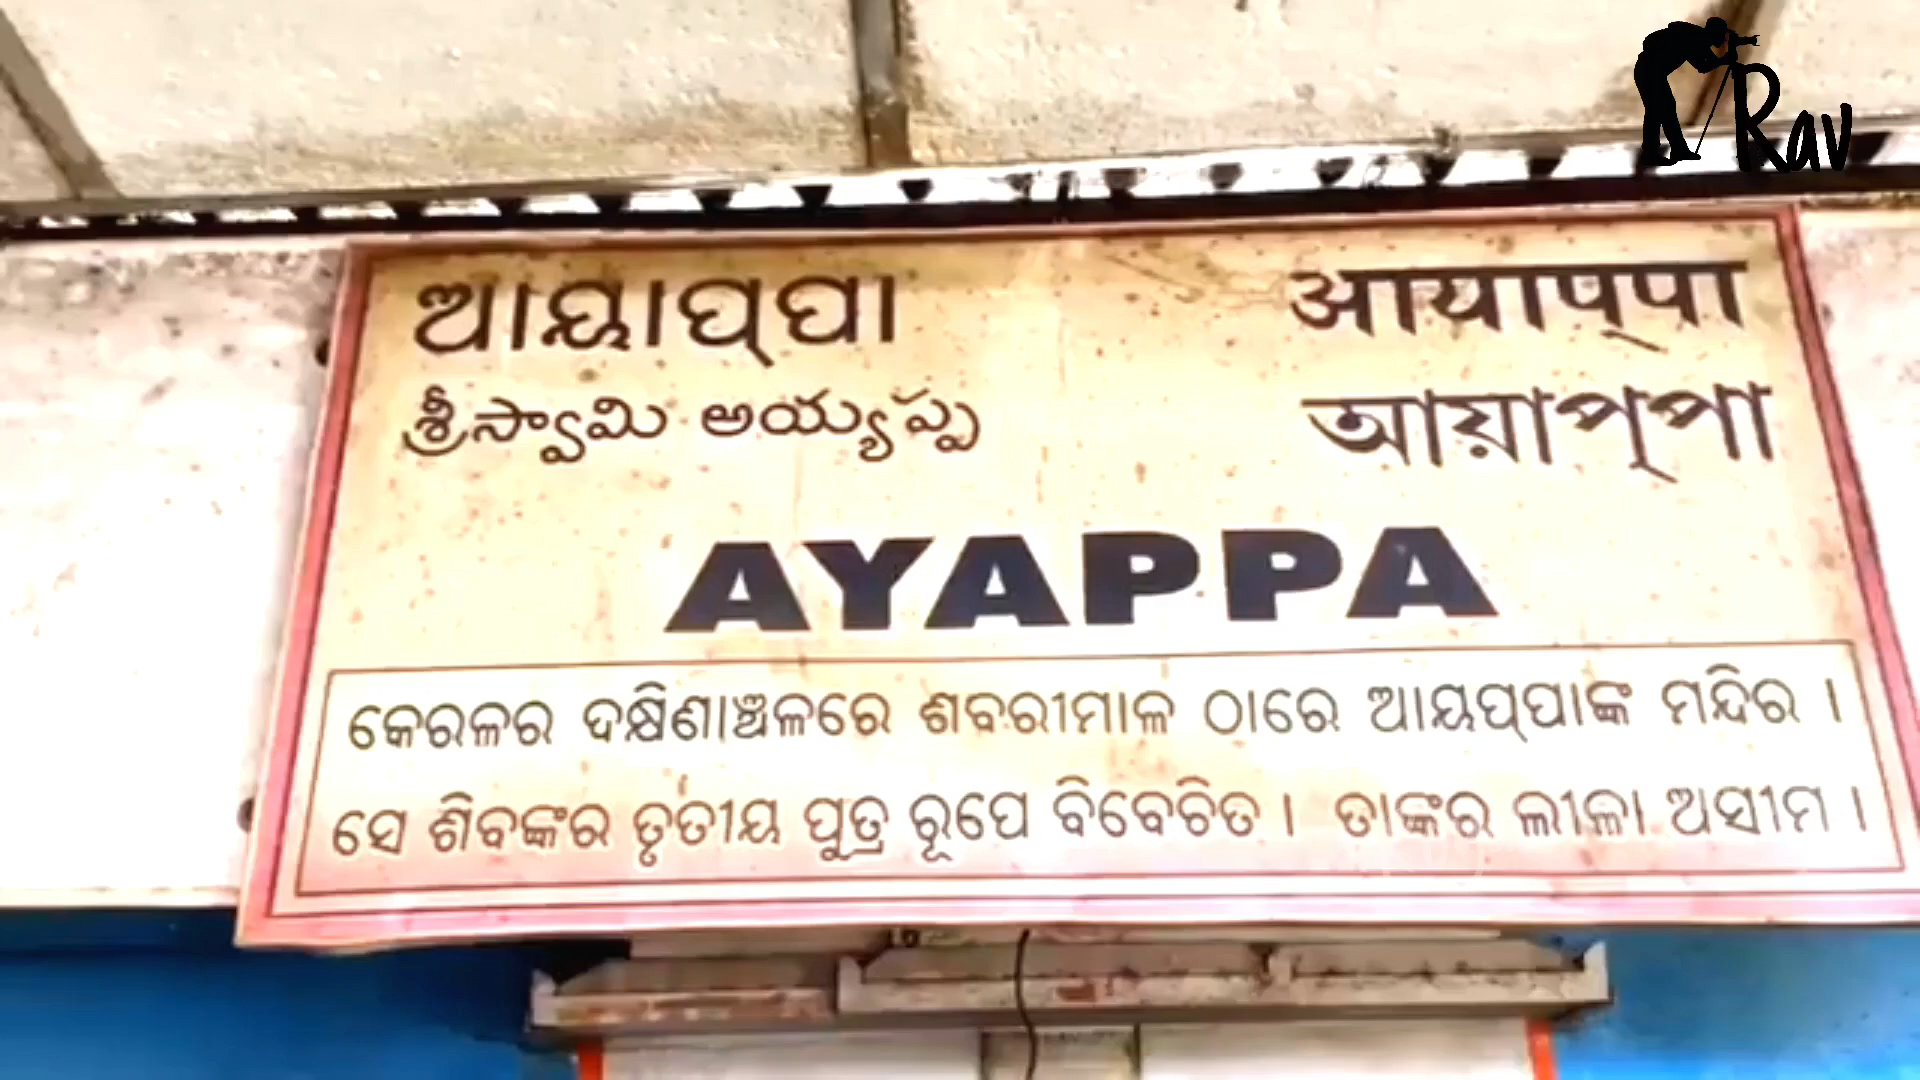 Rav
ଆୟାପ୍‌ପା
आयाप्‌पा
శ్రీస్వామి అయ్యప్ప
আয়াপ্‌পা
AYAPPA
କେରଳର ଦକ୍ଷିଣାଞ୍ଚଳରେ ଶବରୀମାଳ ଠାରେ ଆୟପ୍‌ପାଙ୍କ ମନ୍ଦିର ।
ସେ ଶିବଙ୍କର ତୃତୀୟ ପୁତ୍ର ରୂପେ ବିବେଚିତ । ତାଙ୍କର ଲୀଳା ଅସୀମ ।